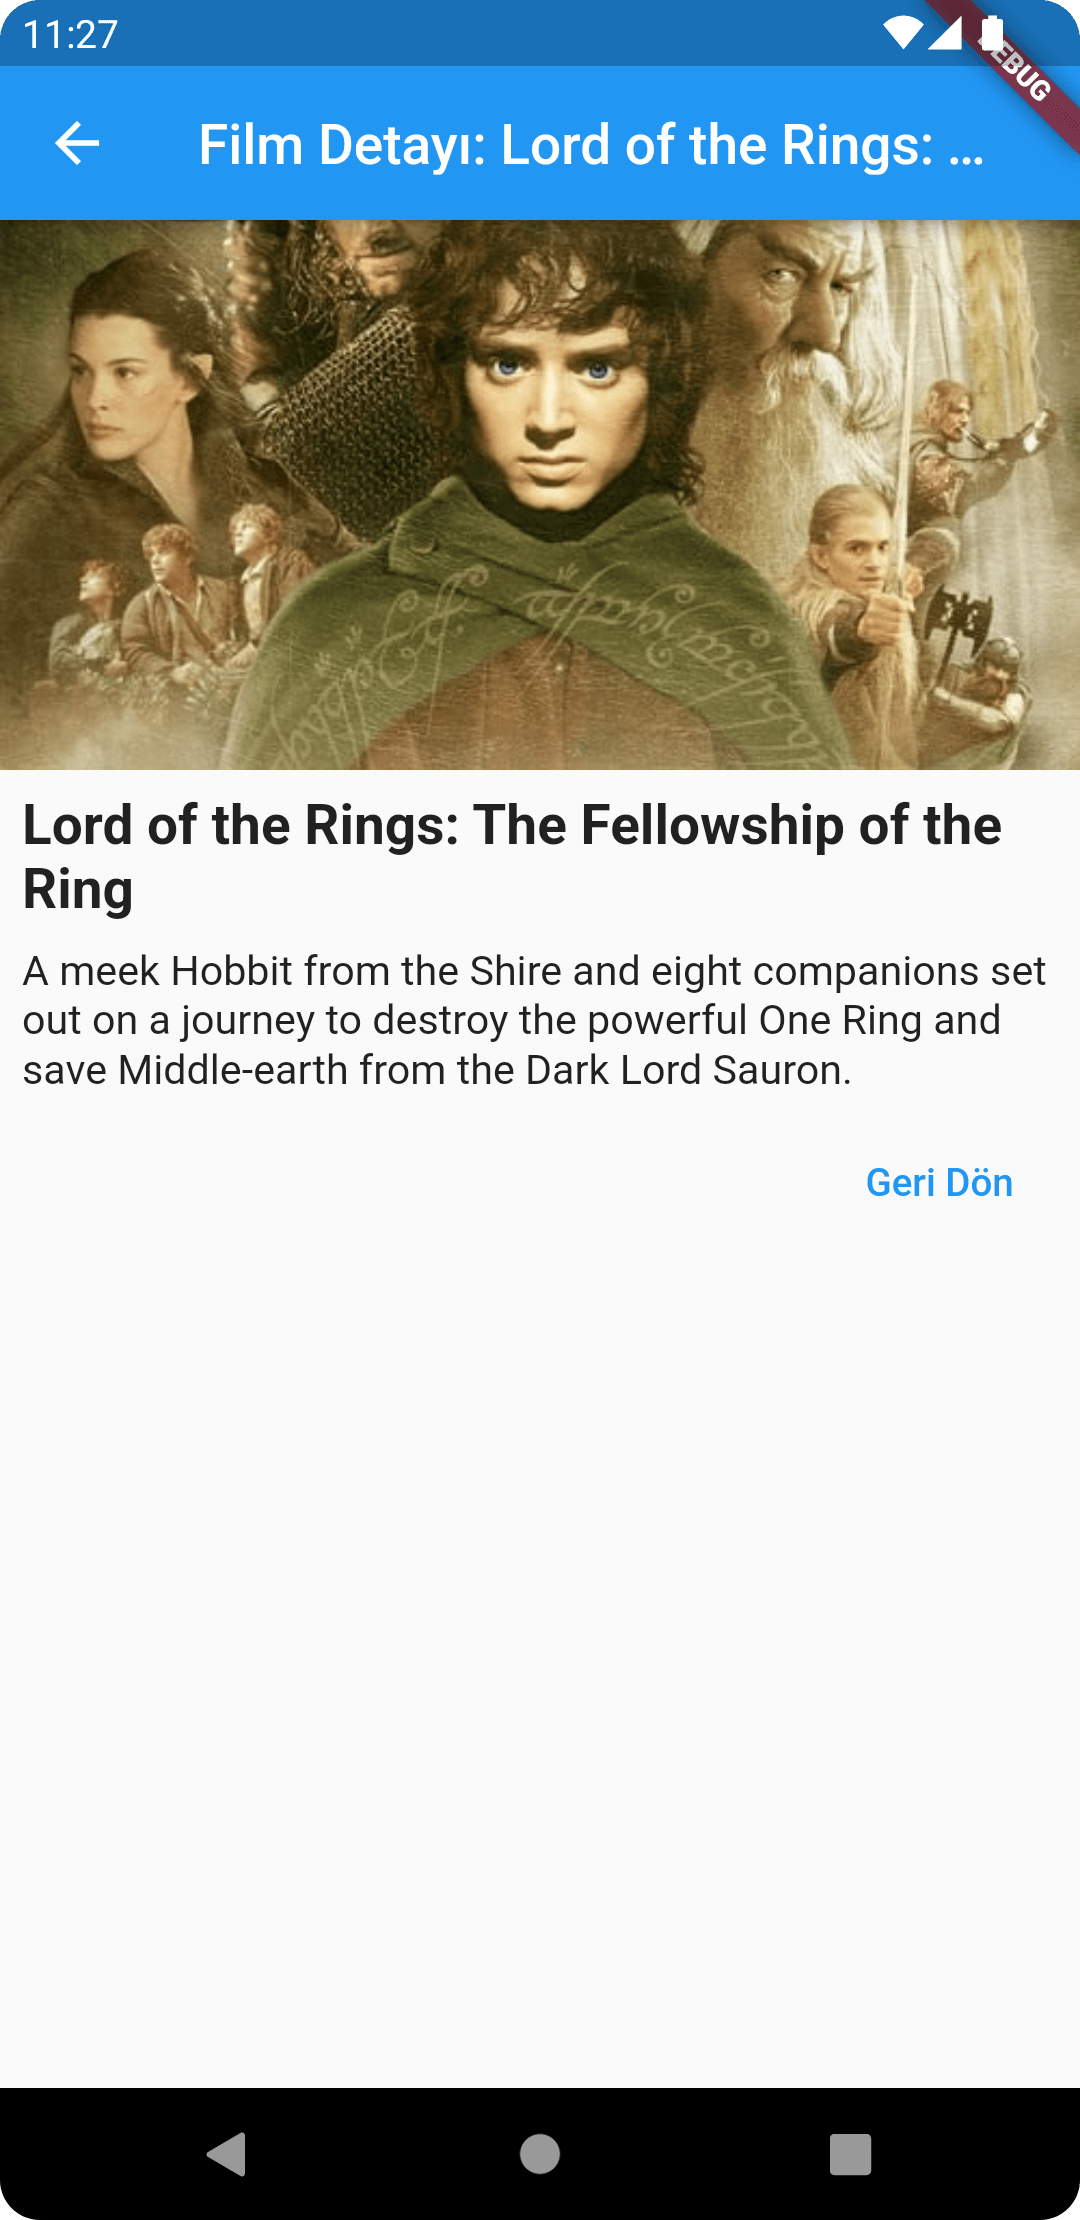 11:27
EBUG
Film Detayı: Lord of the Rings: ...
Lord of the Rings: The Fellowship of the
Ring
A meek Hobbit from the Shire and eight companions set
out on a journey to destroy the powerful One Ring and
save Middle-earth from the Dark Lord Sauron.
Geri Dön